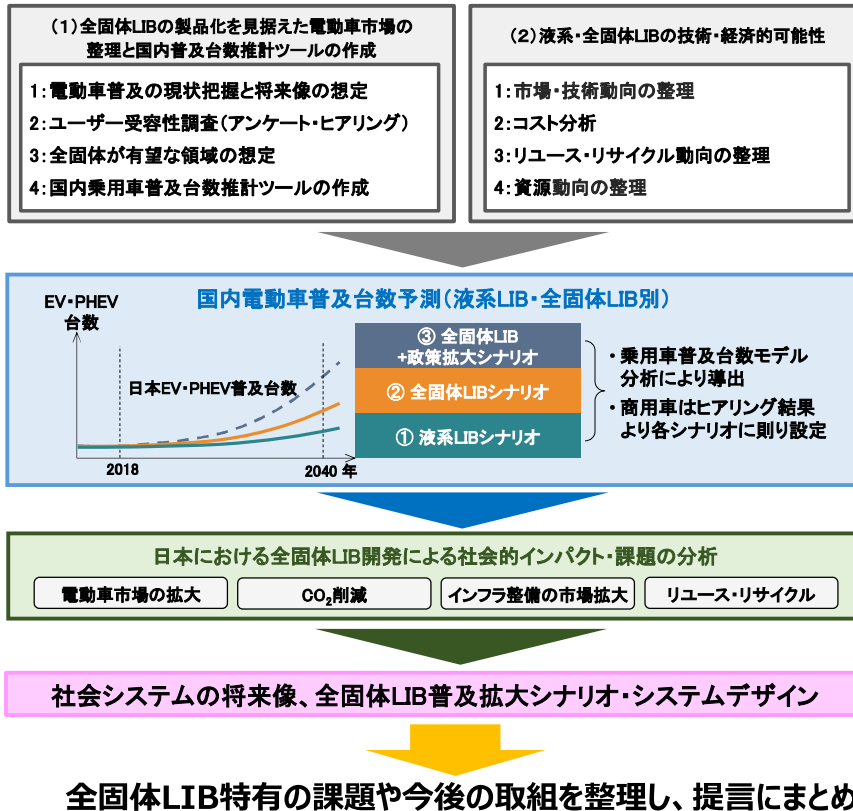 (1)全固体LIBの製品化を見据えた電動車市場の
整理と国内普及台数推計ツールの作成
1:電動車普及の現状把握と将来像の想定
2:ユーザー受容性調査(アンケート・ヒアリング)
3:全固体が有望な領域の想定
4:国内乗用車普及台数推計ツールの作成
(2)液系・全固体LIBの技術・経済的可能性
1:市場・技術動向の整理
2:コスト分析
3:リユース・リサイクル動向の整理
4:資源動向の整理
国内電動車普及台数予測(液系LIB・全固体LIB別)
EV・PHEV
台数
日本EV・PHEV普及台数
2018
2040 年
③ 全固体LIB
+政策拡大シナリオ
② 全固体LIBシナリオ
① 液系LIBシナリオ
・乗用車普及台数モデル
分析により導出
・商用車はヒアリング結果
より各シナリオに則り設定
日本における全固体LIB開発による社会的インパクト・課題の分析
電動車市場の拡大
CO₂削減
インフラ整備の市場拡大
リユース・リサイクル
社会システムの将来像、全固体LIB普及拡大シナリオ・システムデザイン
全固体LIB特有の課題や今後の取組を整理し、提言にまとめ